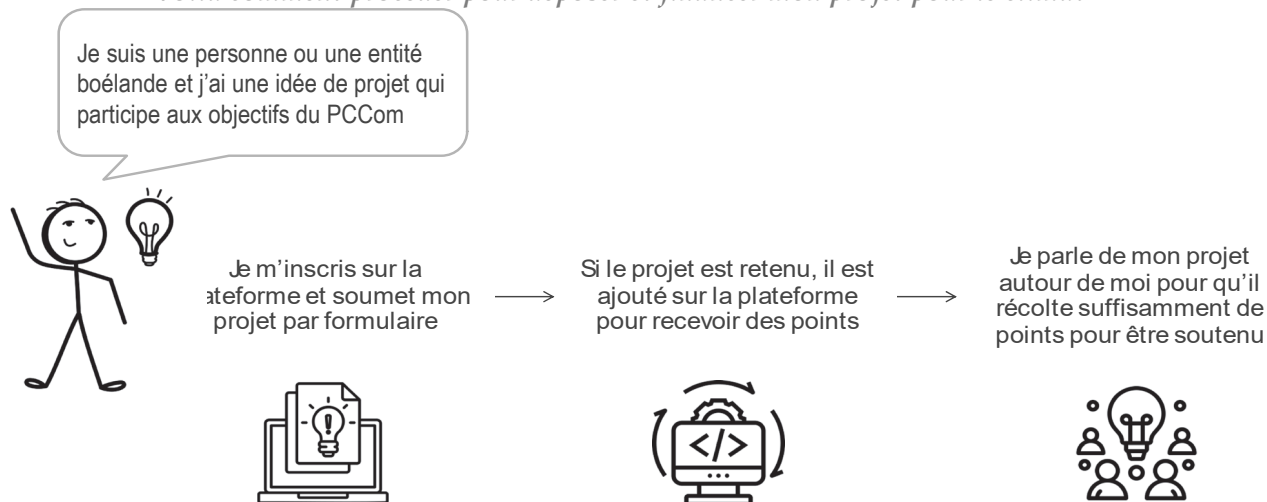 Je suis une personne ou une entité
boélande et j'ai une idée de projet qui
participe aux objectifs du PCCom
Je m'inscris sur la
ateforme et soumet mon
projet par formulaire
Si le projet est retenu, il est
ajouté sur la plateforme
pour recevoir des points
Je parle de mon projet
autour de moi pour qu'il
récolte suffisamment de
points pour être soutenu